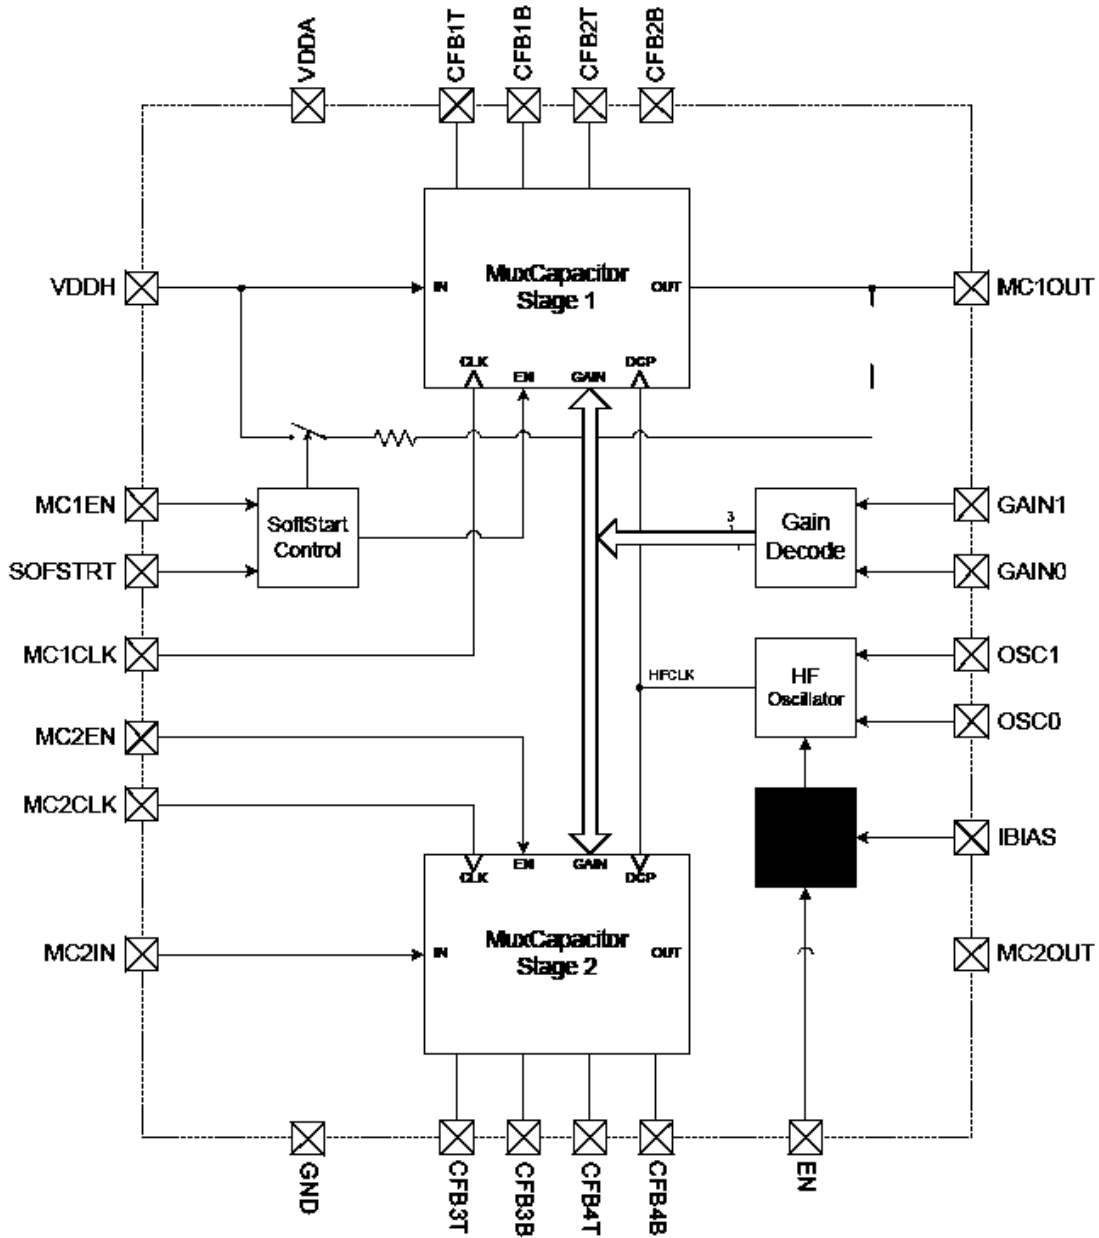 VDDA
CFB1T
CFB1B
CFB2T
CFB2B
VDDH
IN
MuxCapacitor
Stage 1
OUT
MC1OUT
CLK
EN
GAIN
DCP
MC1EN
SOFSTRT
SoftStart
Control
3
Gain
Decode
GAIN1
GAIN0
MC1CLK
HFCLK
HF
Oscillator
OSC1
OSC0
MC2EN
MC2CLK
IBIAS
CLK
EN
GAIN
DCP
MC2IN
IN
MuxCapacitor
Stage 2
OUT
MC2OUT
GND
CFB3T
CFB3B
CFB4T
CFB4B
EN